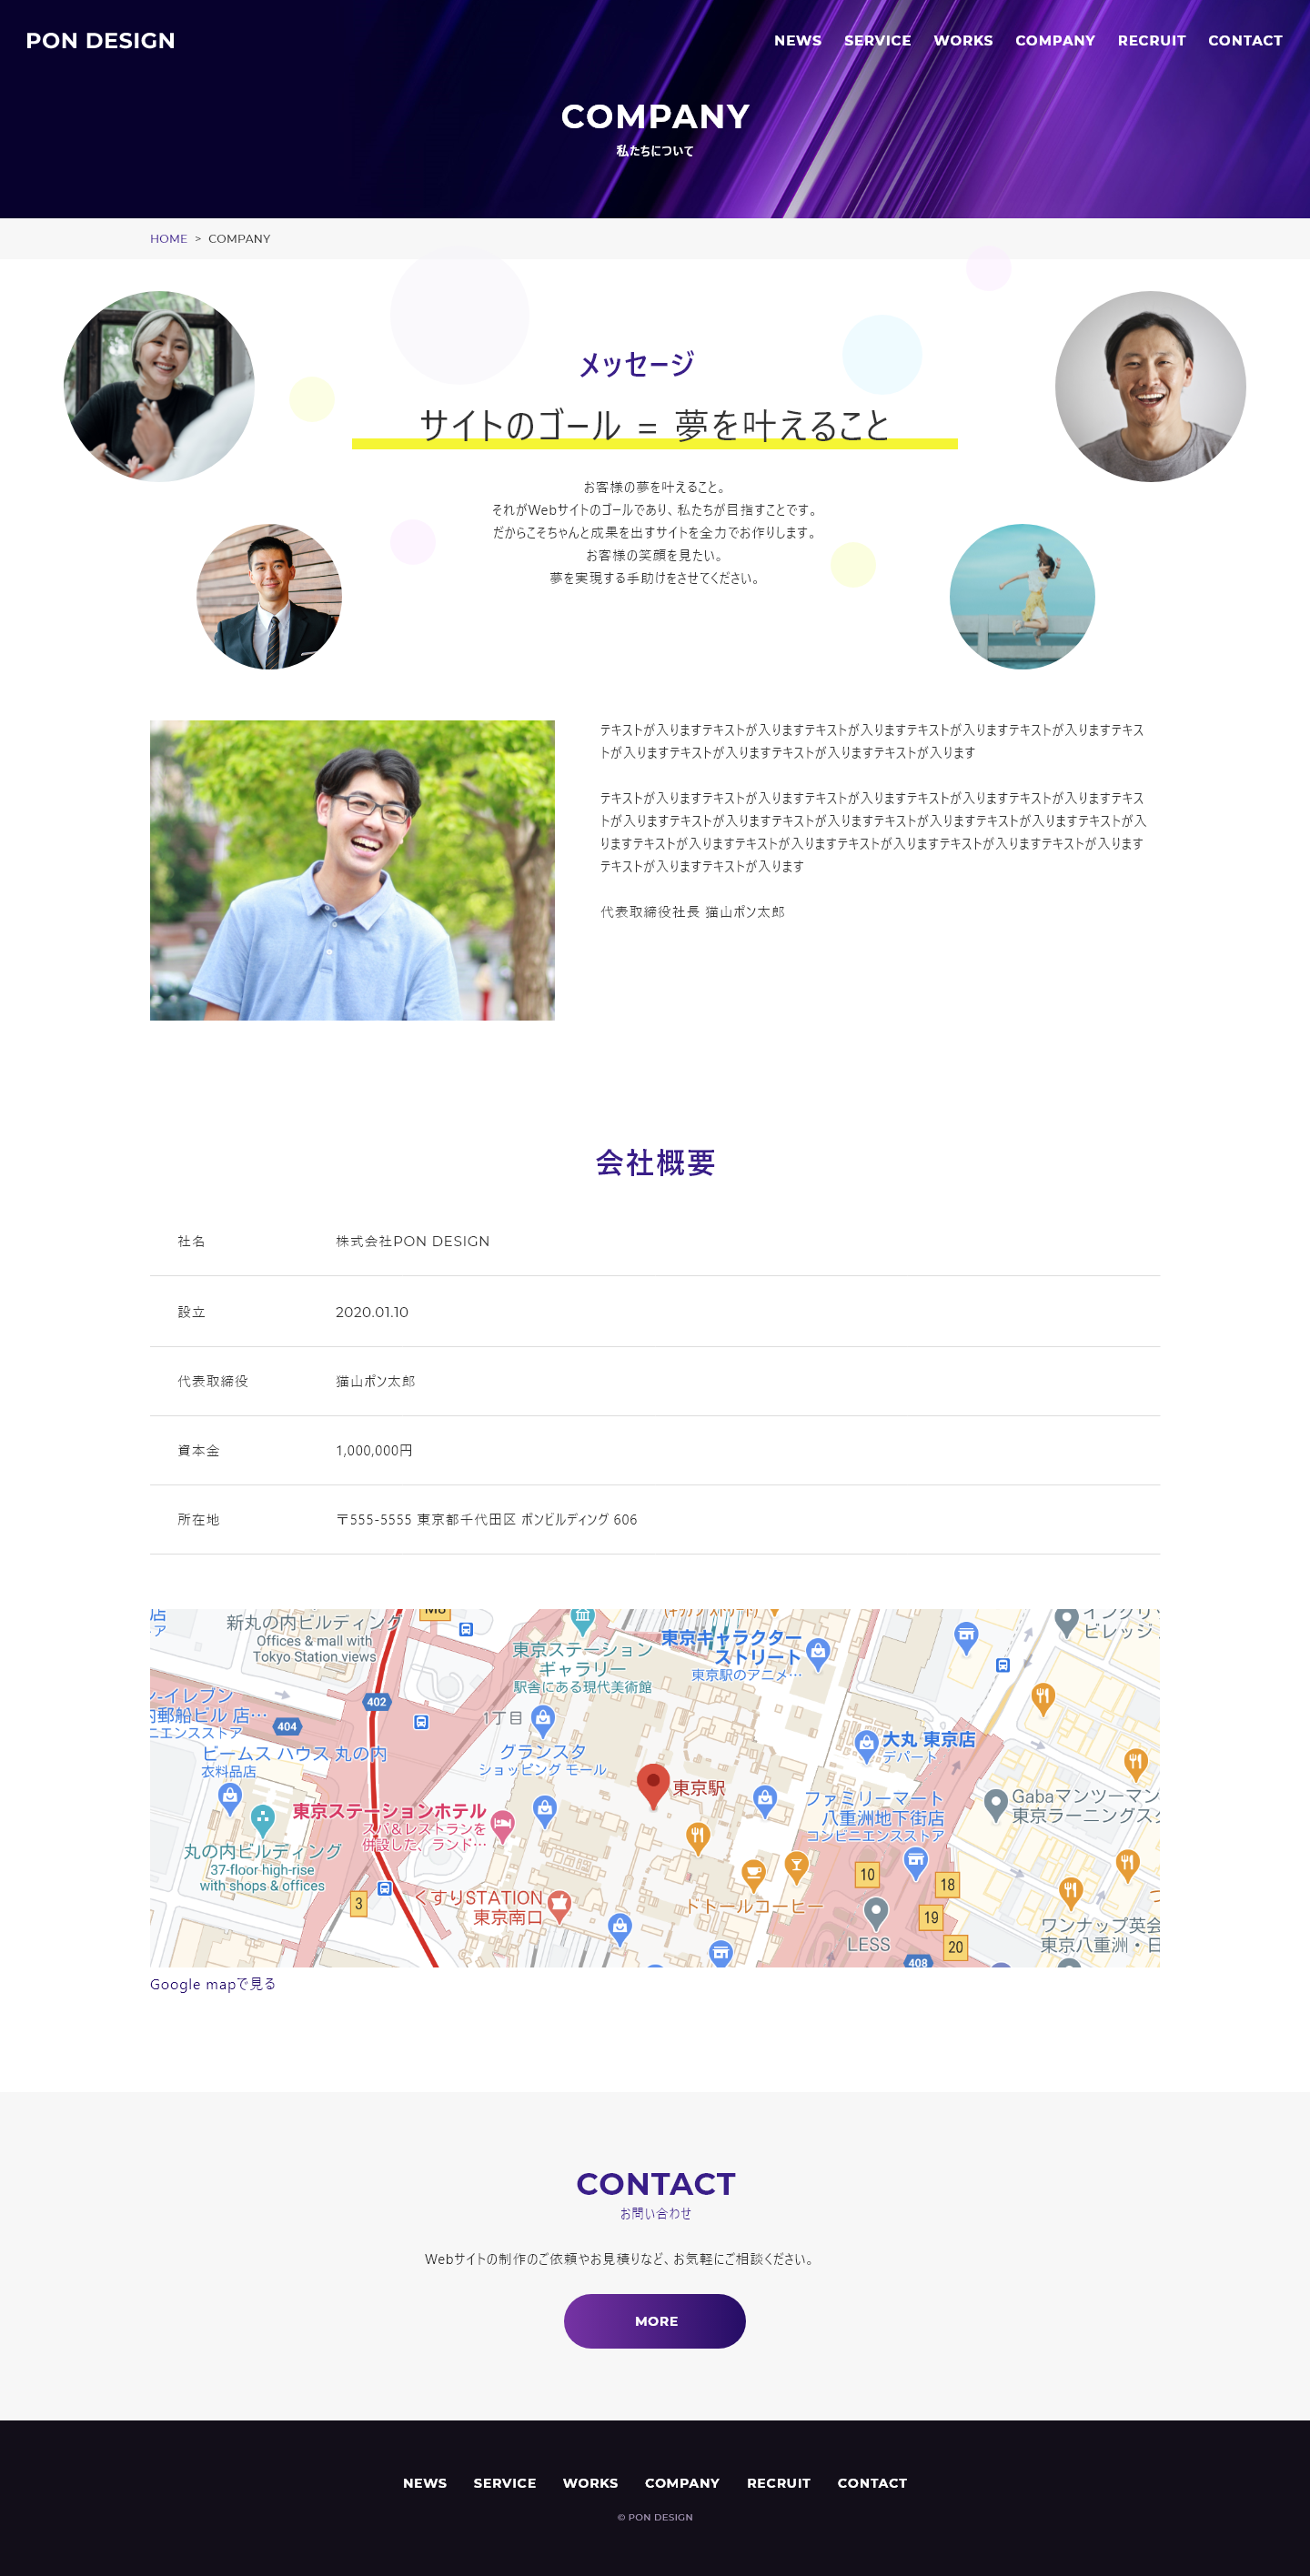 PON DESIGN
NEWS SERVICE WORKS COMPANY RECRUIT CONTACT
COMPANY
私たちについて
HOME > COMPANY
メッセージ
サイトのゴール = 夢を叶えること
お客様の夢を叶えること。
それがWebサイトのゴールであり、私たちが目指すことです。
だからこそちゃんと成果を出すサイトを全力でお作りします。
お客様の笑顔を見たい。
夢を実現する手助けをさせてください。
テキストが入りますテキストが入りますテキストが入りますテキストが入りますテキストが入りますテキス
トが入りますテキストが入りますテキストが入りますテキストが入ります
テキストが入りますテキストが入りますテキストが入りますテキストが入りますテキストが入りますテキス
トが入りますテキストが入りますテキストが入りますテキストが入りますテキストが入りますテキストが入
りますテキストが入りますテキストが入りますテキストが入りますテキストが入りますテキストが入ります
テキストが入りますテキストが入ります
代表取締役社長 猫山ポン太郎
会社概要
社名 株式会社PON DESIGN
設立 2020.01.10
代表取締役 猫山ポン太郎
資本金 1,000,000円
所在地 〒555-5555 東京都千代田区 ポンビルディング 606
店
ァ
新丸の内ビルディング
Offices & mall with
Tokyo Station views
東京ステーション
ギャラリー
駅舎にある現代美術館
東京キャラクター
ストリート
東京駅のアニメ…
イングリッ
ビレッジ
ン-イレブン
内郵船ビル 店…
ニエンスストア
402
404
1丁目
ビームス ハウス 丸の内
衣料品店
グランスタ
ショッピング モール
大丸 東京店
デパート
東京駅
東京ステーションホテル
スパ&レストランを
併設した、ランド…
ファミリーマート
八重洲地下街店
コンビニエンスストア
Gabaマンツーマン
東京ラーニングスク
丸の内ビルディング
37-floor high-rise
with shops & offices
3
くすりSTATION
東京南口
ドトールコーヒー
10
18
19
20
LESS
408
ワンナップ英会
東京八重洲・日
Google mapで見る
CONTACT
お問い合わせ
Webサイトの制作のご依頼やお見積りなど、お気軽にご相談ください。
MORE
NEWS SERVICE WORKS COMPANY RECRUIT CONTACT
© PON DESIGN